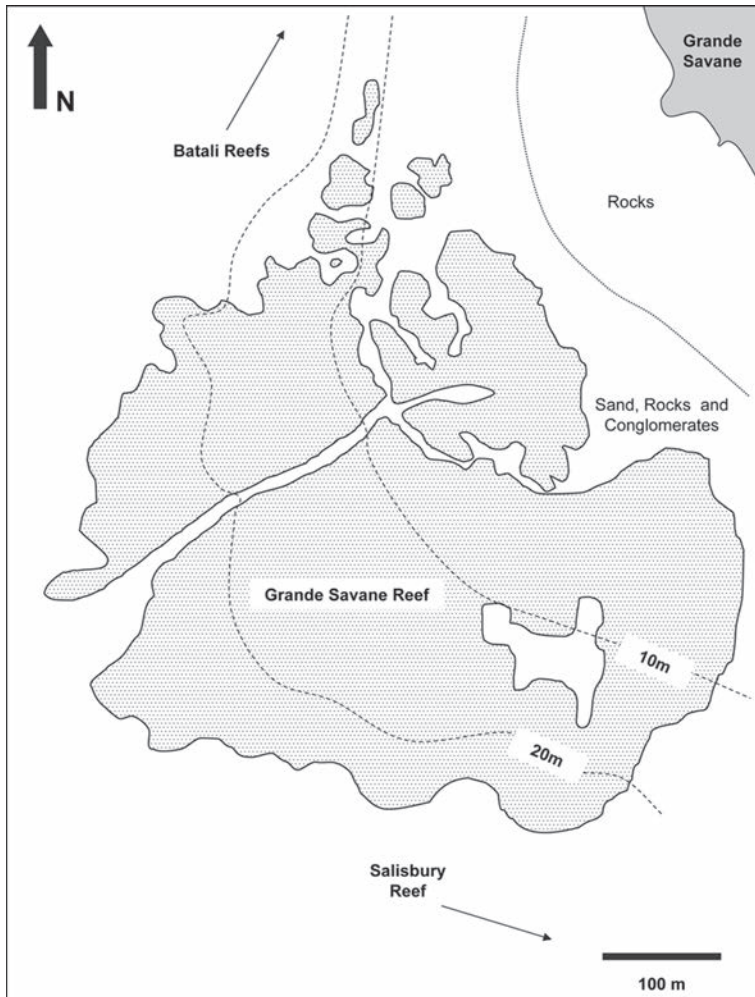 Grande
Savane
N
Batali Reefs
Rocks
Sand, Rocks and
Conglomerates
Grande Savane Reef
10m
20m
Salisbury
Reef
100 m